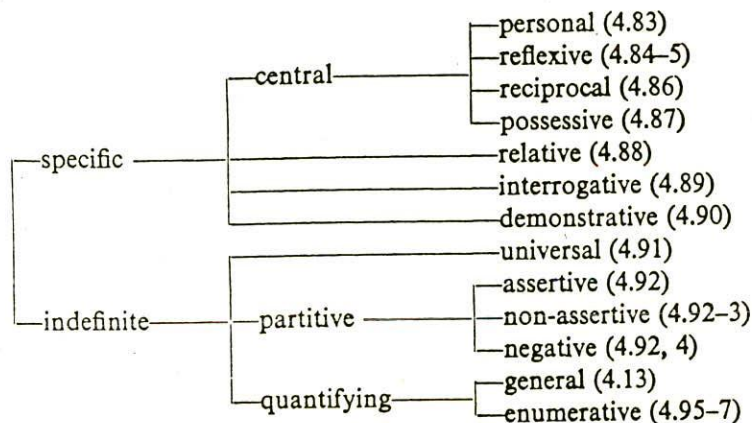 personal (4.83)
reflexive (4.84–5)
central
reciprocal (4.86)
possessive (4.87)
specific
relative (4.88)
interrogative (4.89)
demonstrative (4.90)
universal (4.91)
assertive (4.92)
indefinite
partitive
non-assertive (4.92–3)
negative (4.92, 4)
general (4.13)
quantifying
enumerative (4.95–7)